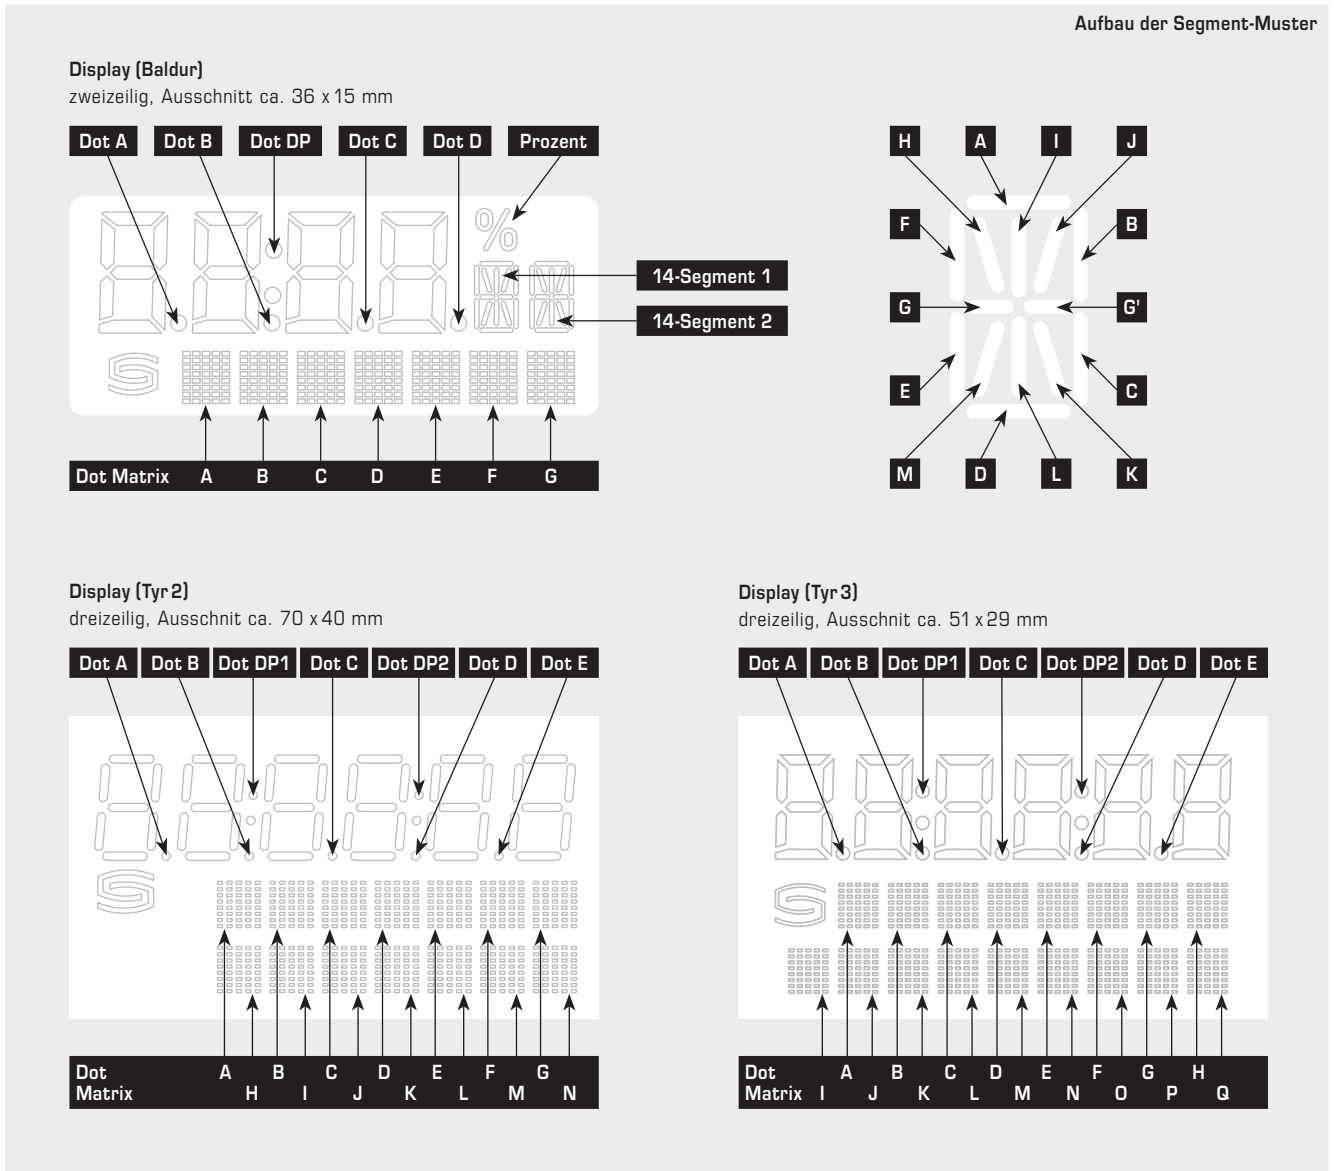 Aufbau der Segment-Muster
Display (Baldur)
zweizeilig, Ausschnitt ca. 36 x 15 mm
Dot A Dot B Dot DP Dot C Dot D Prozent
%
14-Segment 1
14-Segment 2
Dot Matrix A B C D E F G
H A I J
F B
G G'
E C
M D L K
Display (Tyr 2)
dreizeilig, Ausschnit ca. 70 x 40 mm
Dot A Dot B Dot DP1 Dot C Dot DP2 Dot D Dot E
Dot A B C D E F G
Matrix H I J K L M N
Display (Tyr 3)
dreizeilig, Ausschnit ca. 51 x 29 mm
Dot A Dot B Dot DP1 Dot C Dot DP2 Dot D Dot E
Dot A B C D E F G H
Matrix I J K L M N O P Q